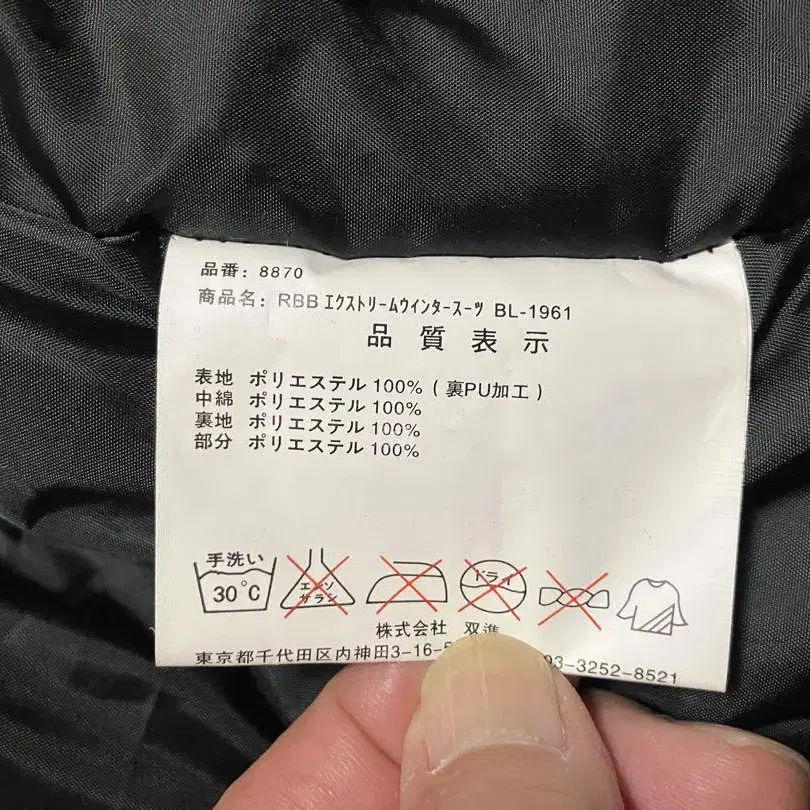 品番: 8870
商品名: RBB エクストリームウインタースーツ BL-1961
品質表示
表地 ポリエステル 100% ( 裏PU加工 )
中綿 ポリエステル 100%
裏地 ポリエステル 100%
部分 ポリエステル 100%
手洗い エンソ ドライ
30℃ サラシ
株式会社 双進
東京都千代田区内神田3-16- 3-3252-8521